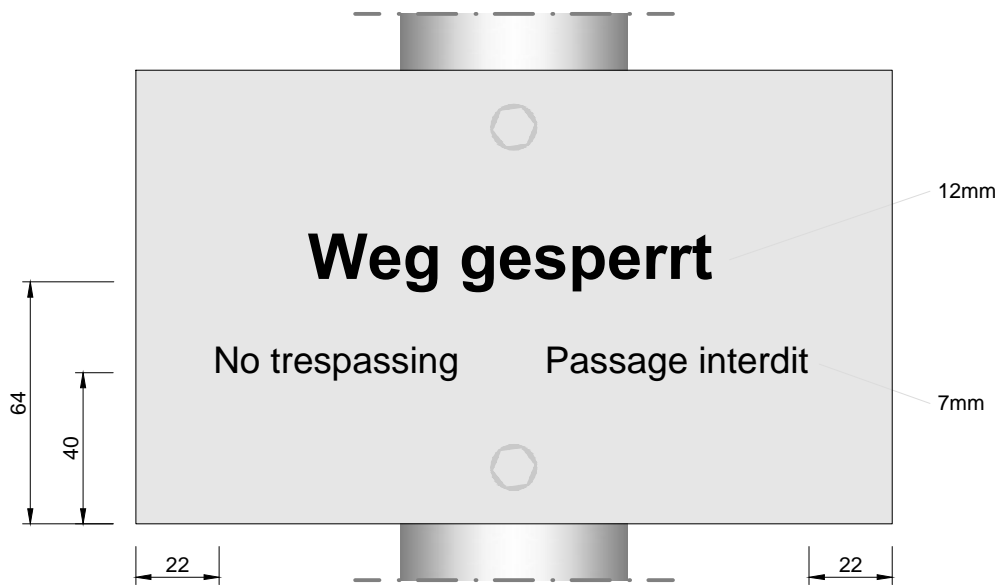 12mm
Weg gesperrt
No trespassing Passage interdit
7mm
64
40
22 22